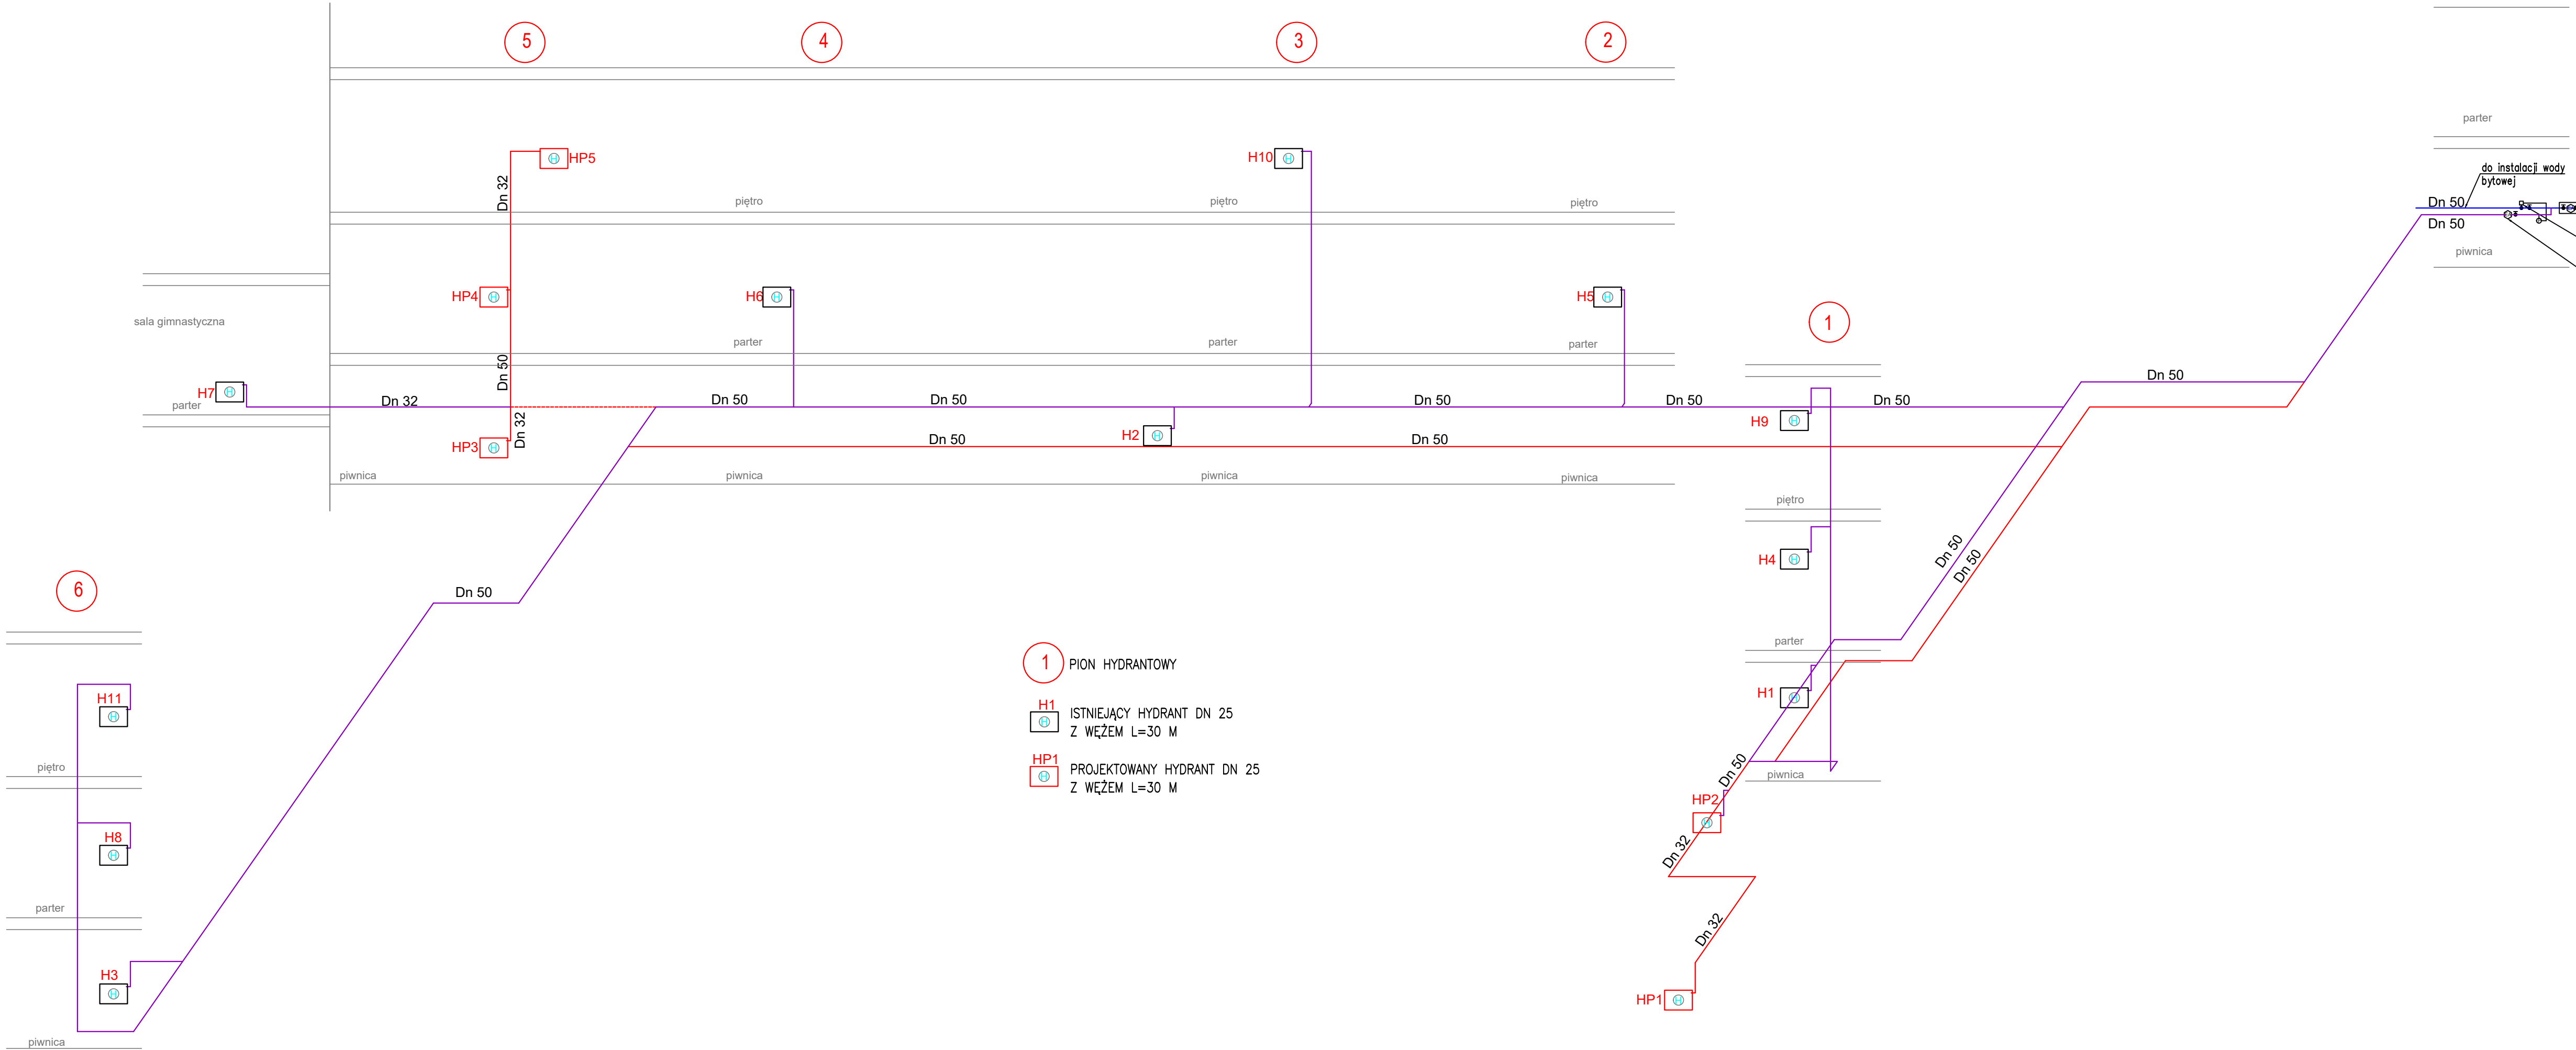 5
4
3
2
parter
HP5
H10
do instalacji wody
bytowej
Dn 32
piętro
piętro
piętro
Dn 50
Dn 50
piwnica
HP4
H6
H5
sala gimnastyczna
1
parter
parter
parter
Dn 50
Dn 50
H7
parter
Dn 32
Dn 50
Dn 50
Dn 50
Dn 50
Dn 50
Dn 32
HP3
H2
H9
Dn 50
Dn 50
piwnica
piwnica
piwnica
piwnica
piętro
Dn 50
Dn 50
H4
6
Dn 50
parter
1 PION HYDRANTOWY
H1
H11
H1
ISTNIEJĄCY HYDRANT DN 25
Z WĘŻEM L=30 M
piętro
HP1
PROJEKTOWANY HYDRANT DN 25
Z WĘŻEM L=30 M
Dn 50
piwnica
HP2
H8
Dn 32
parter
Dn 32
H3
HP1
piwnica